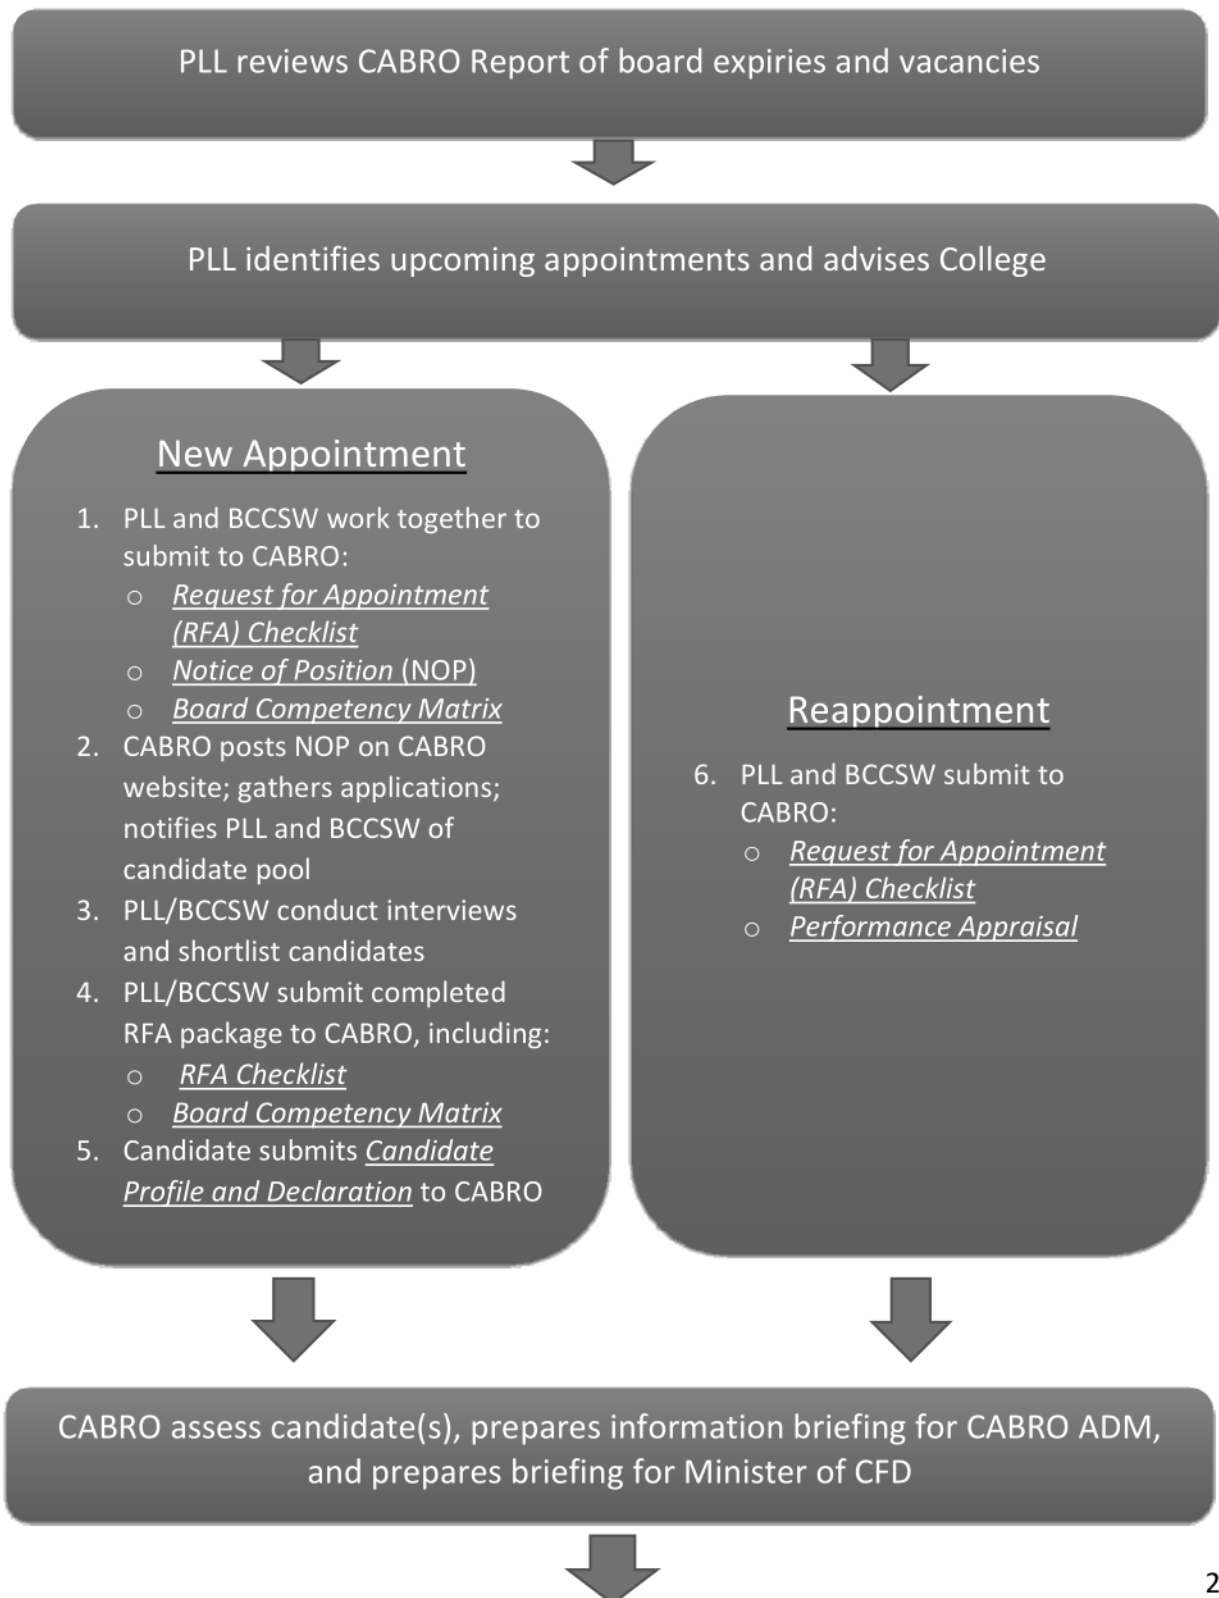 PLL reviews CABRO Report of board expiries and vacancies
PLL identifies upcoming appointments and advises College
New Appointment
1. PLL and BCCSW work together to
submit to CABRO:
o Request for Appointment
(RFA) Checklist
o Notice of Position (NOP)
o Board Competency Matrix
2. CABRO posts NOP on CABRO
website; gathers applications;
notifies PLL and BCCSW of
candidate pool
3. PLL/BCCSW conduct interviews
and shortlist candidates
4. PLL/BCCSW submit completed
RFA package to CABRO, including:
o RFA Checklist
o Board Competency Matrix
5. Candidate submits Candidate
Profile and Declaration to CABRO
Reappointment
6. PLL and BCCSW submit to
CABRO:
o Request for Appointment
(RFA) Checklist
o Performance Appraisal
CABRO assess candidate(s), prepares information briefing for CABRO ADM,
and prepares briefing for Minister of CFD
2